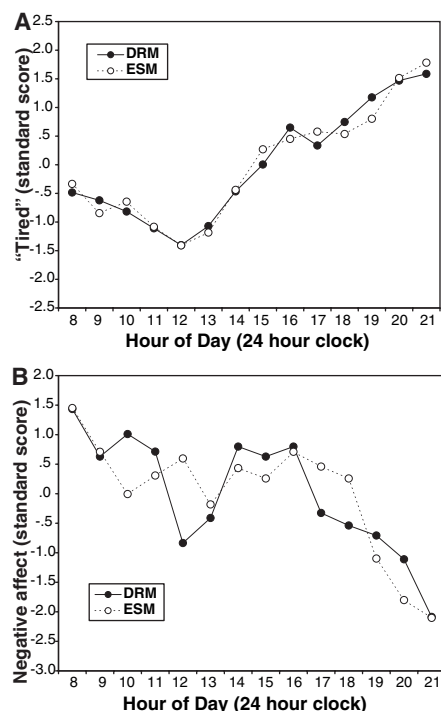 A
2.5
2.0
1.5
1.0
.5
.0
-.5
-1.0
-1.5
-2.0
-2.5
"Tired" (standard score)
DRM
ESM
8 9 10 11 12 13 14 15 16 17 18 19 20 21
Hour of Day (24 hour clock)
B
2.0
1.5
1.0
.5
.0
-.5
-1.0
-1.5
-2.0
-2.5
-3.0
Negative affect (standard score)
DRM
ESM
8 9 10 11 12 13 14 15 16 17 18 19 20 21
Hour of Day (24 hour clock)